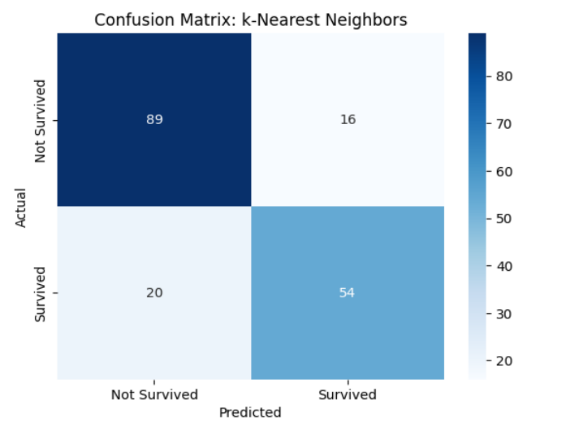 Confusion Matrix: k-Nearest Neighbors
Actual
Not Survived
Survived
89
16
20
54
Not Survived
Survived
Predicted
80
70
60
50
40
30
20